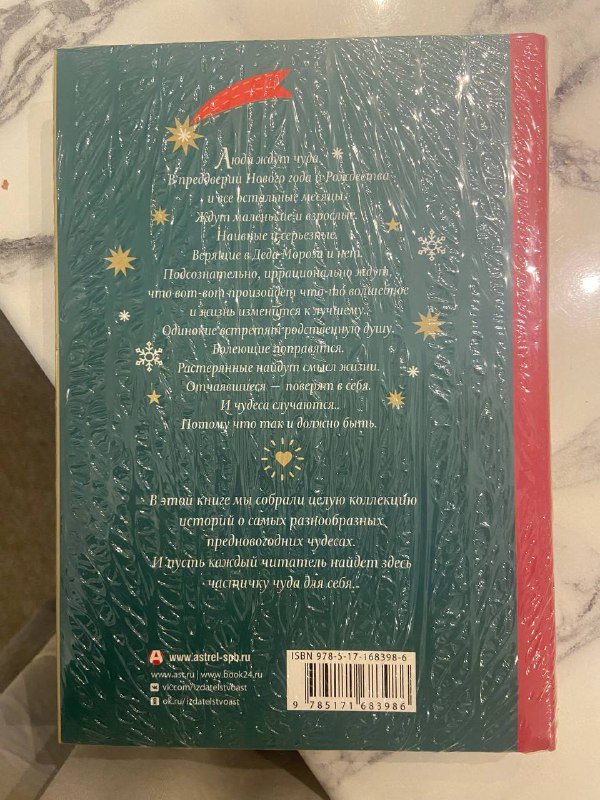 Люди ждут чуда.
В преддверии Нового года и Рождества
и все остальные месяцы.
Ждут маленькие и взрослые.
Наивные и серьезные.
Верящие в Деда Мороза и нет.
Подсознательно, иррационально ждут,
что вот-вот произойдет что-то волшебное
и жизнь изменится к лучшему.
Одинокие встретят родственную душу.
Болеющие поправятся.
Растерянные найдут смысл жизни.
Отчаявшиеся — поверят в себя.
И чудеса случаются..
Потому что так и должно быть.
В этой книге мы собрали целую коллекцию
историй о самых разнообразных
предновогодних чудесах.
И пусть каждый читатель найдет здесь
частичку чуда для себя..
www.astrel-spb.ru
www.ast.ru | www.book24.ru
vk.com/izdatelstvoast
ok.ru/izdatelstvoast
ISBN 978-5-17-168398-6
9 785171 683986